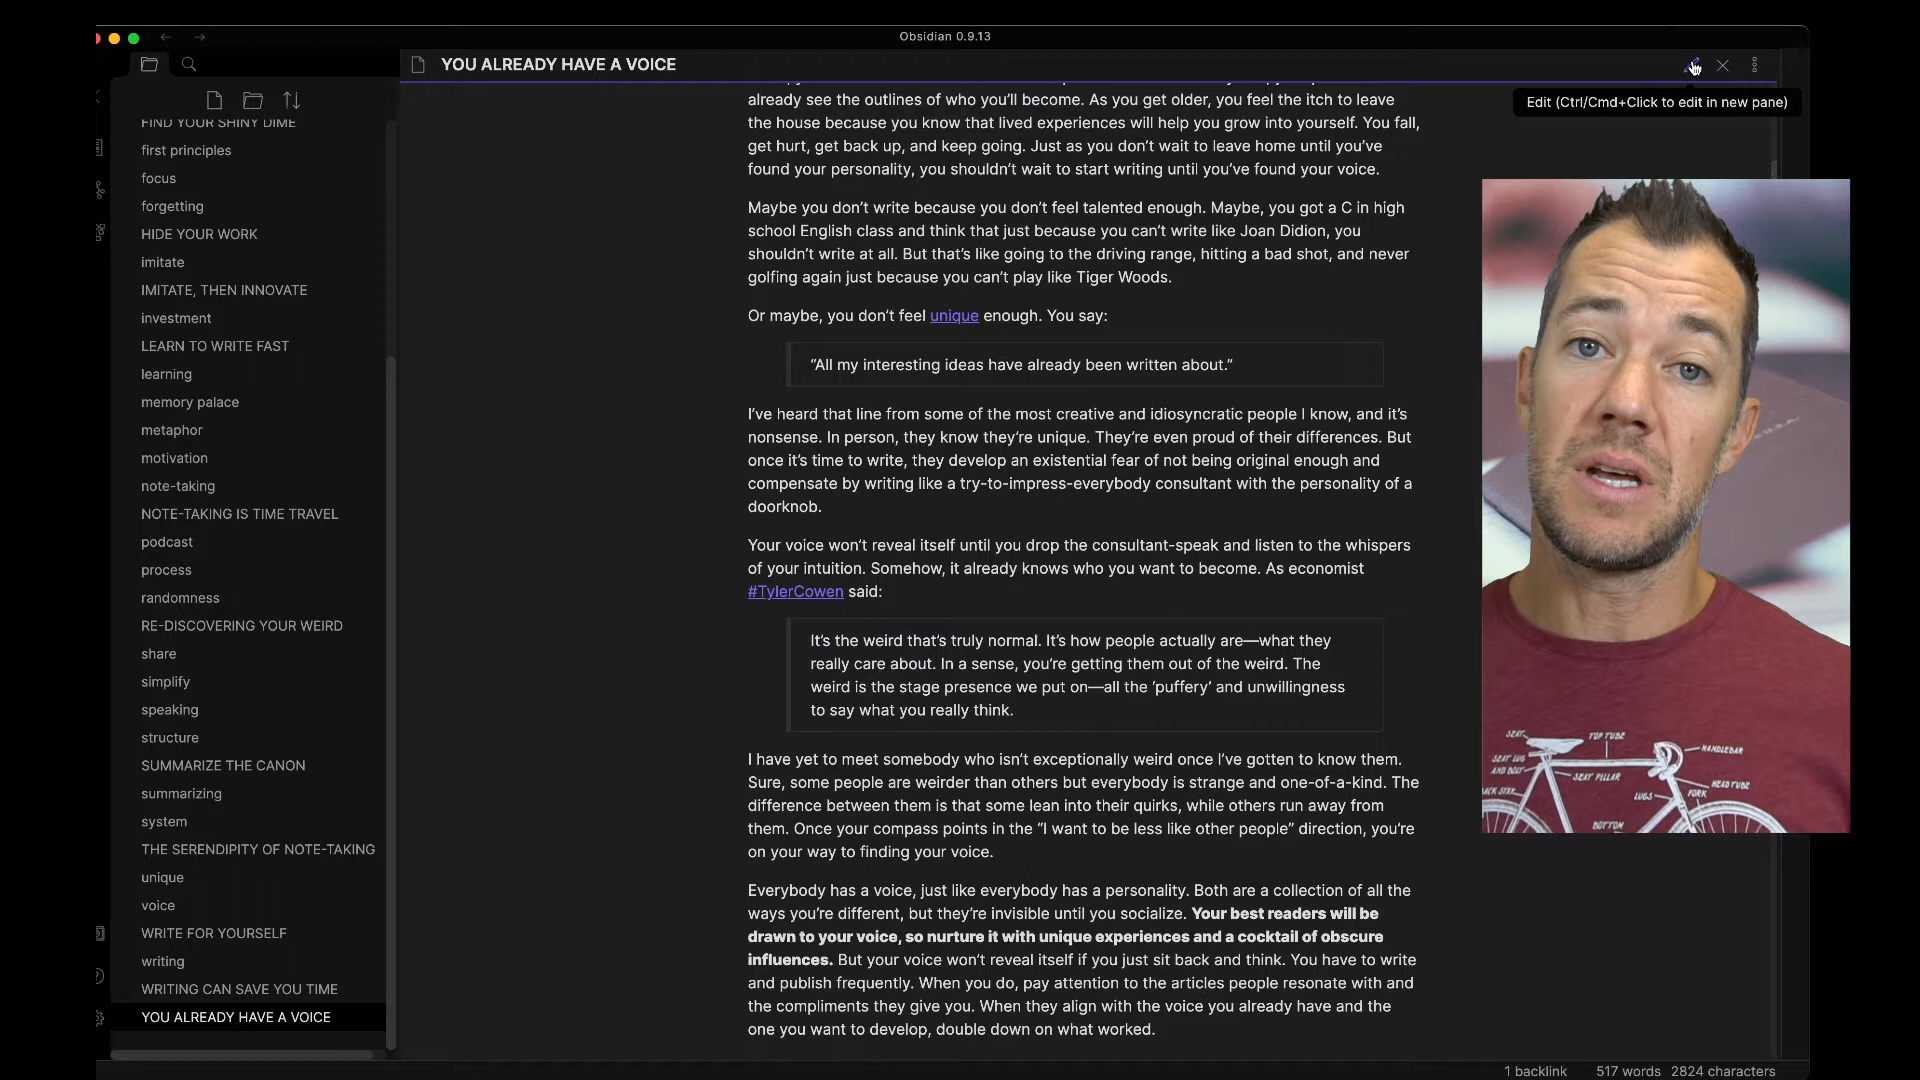 Obsidian 0.9.13
YOU ALREADY HAVE A VOICE
Edit (Ctrl/Cmd+Click to edit in new pane)
FIND YOUR SHINY DIME
first principles
focus
forgetting
HIDE YOUR WORK
imitate
IMITATE, THEN INNOVATE
investment
LEARN TO WRITE FAST
learning
memory palace
metaphor
motivation
note-taking
NOTE-TAKING IS TIME TRAVEL
podcast
process
randomness
RE-DISCOVERING YOUR WEIRD
share
simplify
speaking
structure
SUMMARIZE THE CANON
summarizing
system
THE SERENDIPITY OF NOTE-TAKING
unique
voice
WRITE FOR YOURSELF
writing
WRITING CAN SAVE YOU TIME
YOU ALREADY HAVE A VOICE
already see the outlines of who you’ll become. As you get older, you feel the itch to leave
the house because you know that lived experiences will help you grow into yourself. You fall,
get hurt, get back up, and keep going. Just as you don’t wait to leave home until you’ve
found your personality, you shouldn’t wait to start writing until you’ve found your voice.
Maybe you don’t write because you don’t feel talented enough. Maybe, you got a C in high
school English class and think that just because you can’t write like Joan Didion, you
shouldn’t write at all. But that’s like going to the driving range, hitting a bad shot, and never
golfing again just because you can’t play like Tiger Woods.
Or maybe, you don’t feel unique enough. You say:
“All my interesting ideas have already been written about.”
I’ve heard that line from some of the most creative and idiosyncratic people I know, and it’s
nonsense. In person, they know they’re unique. They’re even proud of their differences. But
once it’s time to write, they develop an existential fear of not being original enough and
compensate by writing like a try-to-impress-everybody consultant with the personality of a
doorknob.
Your voice won’t reveal itself until you drop the consultant-speak and listen to the whispers
of your intuition. Somehow, it already knows who you want to become. As economist
#TylerCowen said:
It’s the weird that’s truly normal. It’s how people actually are—what they
really care about. In a sense, you’re getting them out of the weird. The
weird is the stage presence we put on—all the ‘puffery’ and unwillingness
to say what you really think.
I have yet to meet somebody who isn’t exceptionally weird once I’ve gotten to know them.
Sure, some people are weirder than others but everybody is strange and one-of-a-kind. The
difference between them is that some lean into their quirks, while others run away from
them. Once your compass points in the “I want to be less like other people” direction, you’re
on your way to finding your voice.
Everybody has a voice, just like everybody has a personality. Both are a collection of all the
ways you’re different, but they’re invisible until you socialize. Your best readers will be
drawn to your voice, so nurture it with unique experiences and a cocktail of obscure
influences. But your voice won’t reveal itself if you just sit back and think. You have to write
and publish frequently. When you do, pay attention to the articles people resonate with and
the compliments they give you. When they align with the voice you already have and the
one you want to develop, double down on what worked.
SEAT
TOP TUBE
HANDLEBAR
SEAT LUG
AND BOLT
SEAT PILLAR
HEAD TUBE
BACK STAY
LUGS
FORK
BOTTOM
1 backlink
517 words
2824 characters